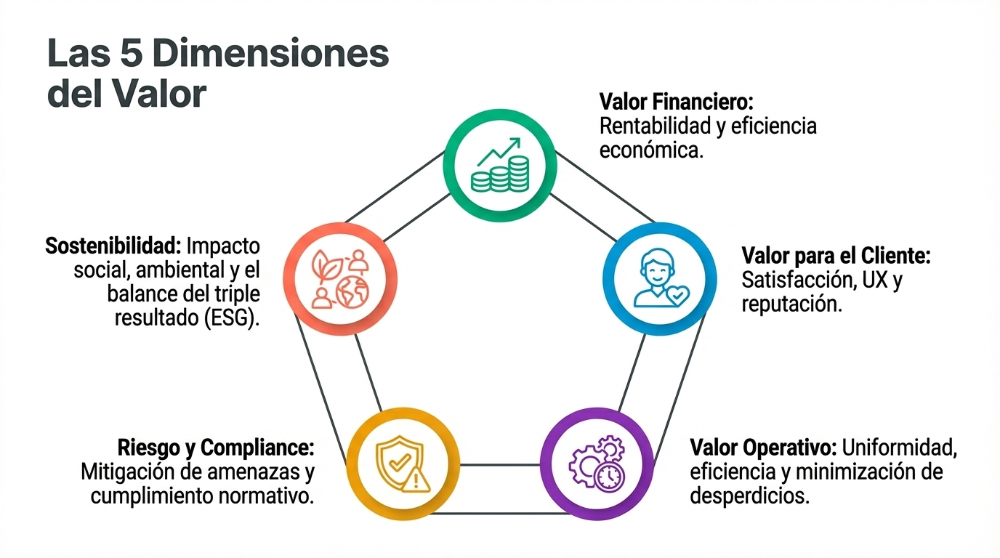 Las 5 Dimensiones
del Valor
Valor Financiero:
Rentabilidad y eficiencia
económica.
Sostenibilidad: Impacto
social, ambiental y el
balance del triple
resultado (ESG).
Valor para el Cliente:
Satisfacción, UX y
reputación.
Riesgo y Compliance:
Mitigación de amenazas y
cumplimiento normativo.
Valor Operativo: Uniformidad,
eficiencia y minimización de
desperdicios.